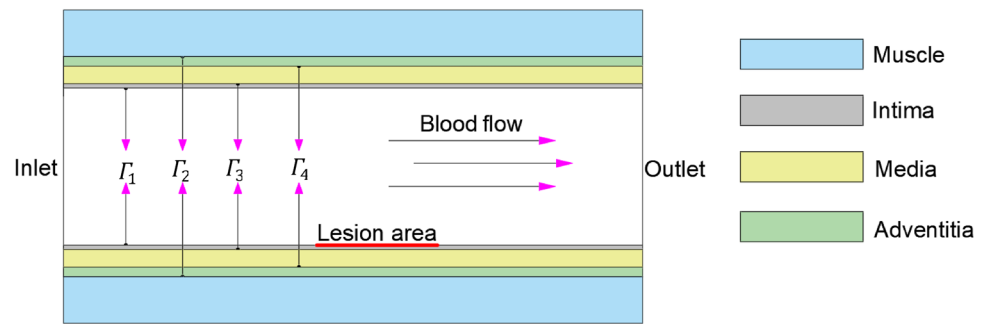 Muscle
Intima
Blood flow
Inlet
Γ1
Γ2
Γ3
Γ4
Outlet
Media
Lesion area
Adventitia